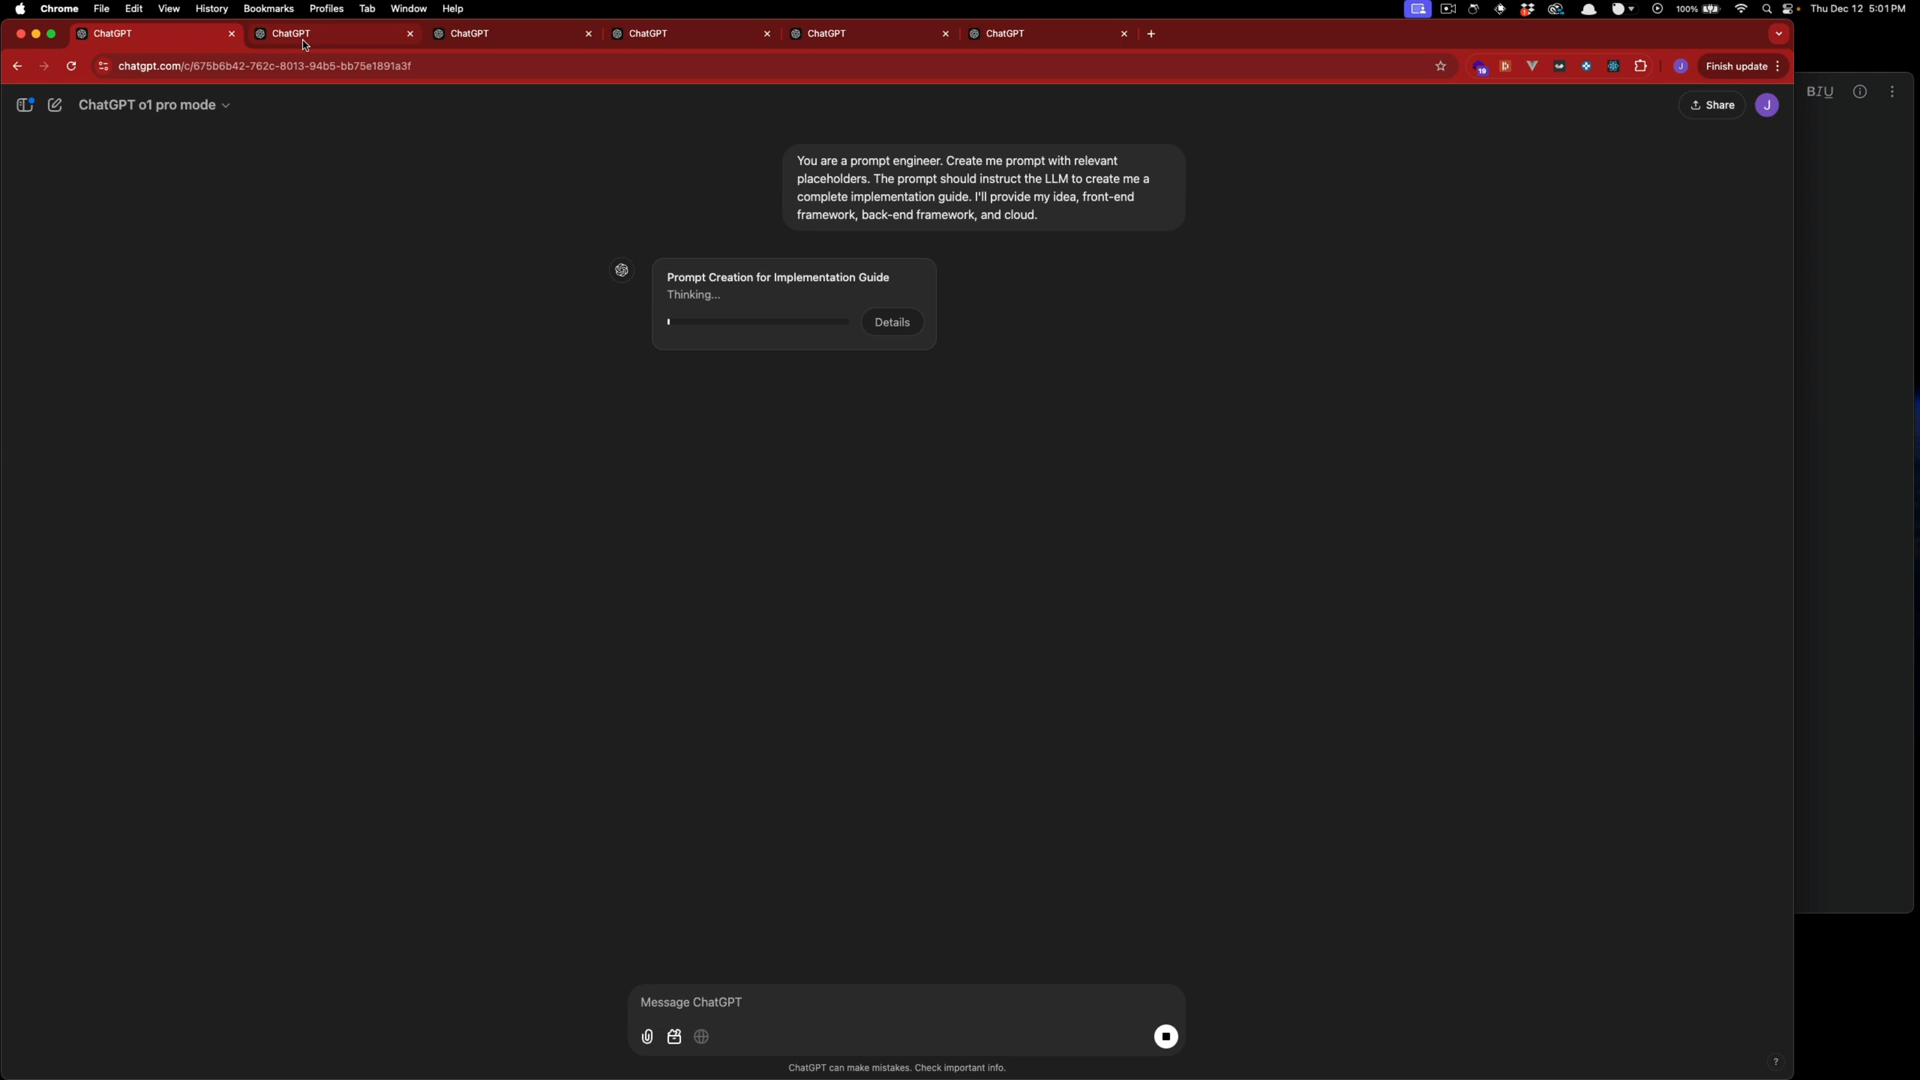 Chrome File Edit View History Bookmarks Profiles Tab Window Help
100% Thu Dec 12 5:01 PM
ChatGPT ChatGPT ChatGPT ChatGPT ChatGPT ChatGPT
chatgpt.com/c/675b6b42-762c-8013-94b5-bb75e1891a3f
19
J
Finish update
ChatGPT o1 pro mode
Share
J
BIU
You are a prompt engineer. Create me prompt with relevant
placeholders. The prompt should instruct the LLM to create me a
complete implementation guide. I'll provide my idea, front-end
framework, back-end framework, and cloud.
Prompt Creation for Implementation Guide
Thinking...
Details
Message ChatGPT
ChatGPT can make mistakes. Check important info.
?